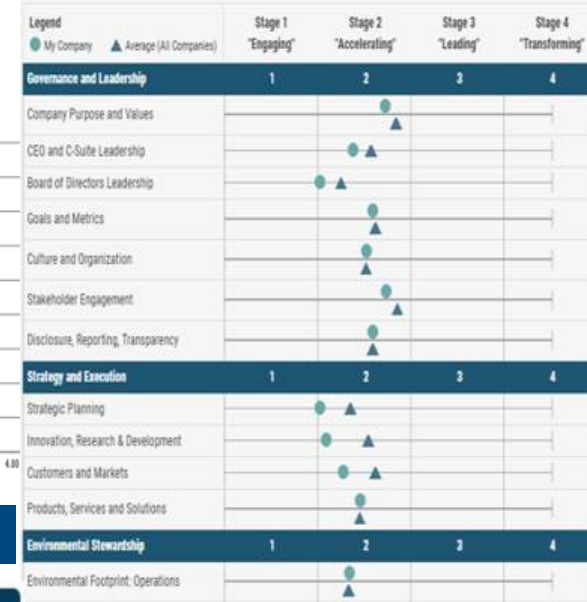 Legend
My Company Average (All Companies)
Stage 1 Stage 2 Stage 3 Stage 4
"Engaging" "Accelerating" "Leading" "Transforming"
Governance and Leadership 1 2 3 4
Company Purpose and Values
CEO and C-Suite Leadership
Board of Directors Leadership
Goals and Metrics
Culture and Organization
Stakeholder Engagement
Disclosure, Reporting, Transparency
Strategy and Execution 1 2 3 4
Strategic Planning
Innovation, Research & Development
4.00
Customers and Markets
Products, Services and Solutions
Environmental Stewardship 1 2 3 4
Environmental Footprint: Operations